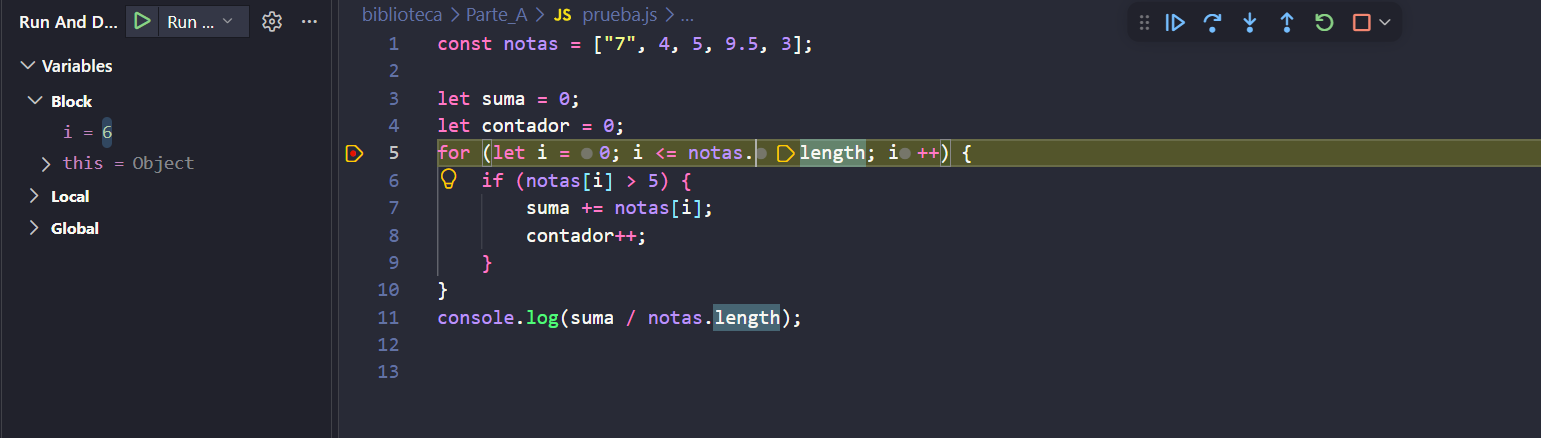 Run And D...
Run ...
Variables
Block
i = 6
this = Object
Local
Global
biblioteca > Parte_A > JS prueba.js > ...
1 const notas = ["7", 4, 5, 9.5, 3];
2
3 let suma = 0;
4 let contador = 0;
5 for (let i = 0; i <= notas.length; i ++) {
6 if (notas[i] > 5) {
7 suma += notas[i];
8 contador++;
9 }
10 }
11 console.log(suma / notas.length);
12
13